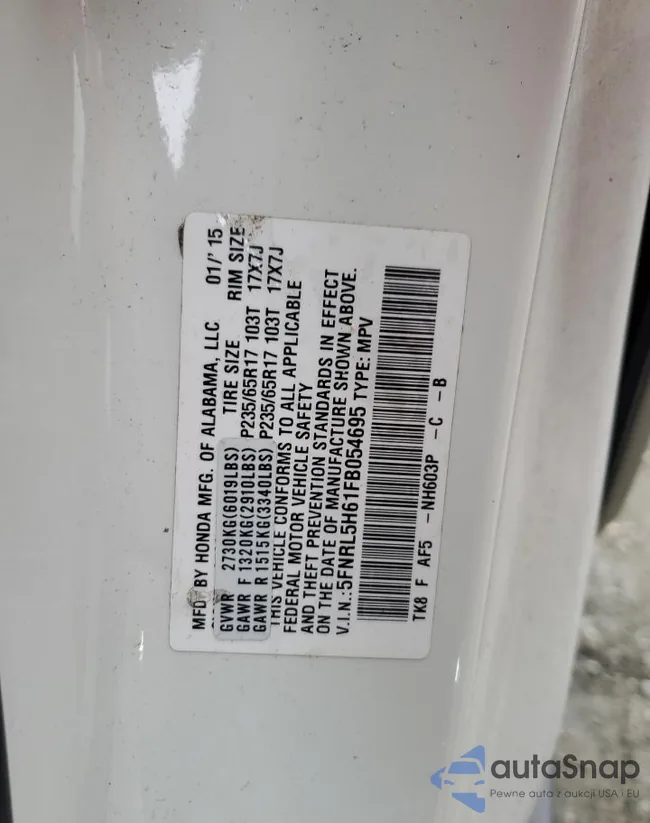 MFD BY HONDA MFG. OF ALABAMA, LLC 01/'15
GVWR 2730KG(6019LBS) TIRE SIZE RIM SIZE
GAWR F 1320KG(2910LBS) P235/65R17 103T 17X7J
GAWR R 1515KG(3340LBS) P235/65R17 103T 17X7J
THIS VEHICLE CONFORMS TO ALL APPLICABLE
FEDERAL MOTOR VEHICLE SAFETY
AND THEFT PREVENTION STANDARDS IN EFFECT
ON THE DATE OF MANUFACTURE SHOWN ABOVE.
V.I.N.:5FNRL5H61FB054695 TYPE: MPV
TK8 F AF5 -NH603P -C -B
autaSnap
Pewne auta z aukcji USA i EU